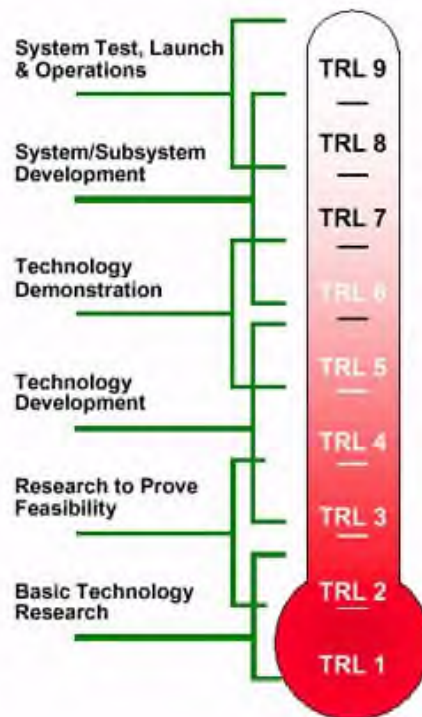 System Test, Launch
& Operations
System/Subsystem
Development
Technology
Demonstration
Technology
Development
Research to Prove
Feasibility
Basic Technology
Research
TRL 9
TRL 8
TRL 7
TRL 6
TRL 5
TRL 4
TRL 3
TRL 2
TRL 1